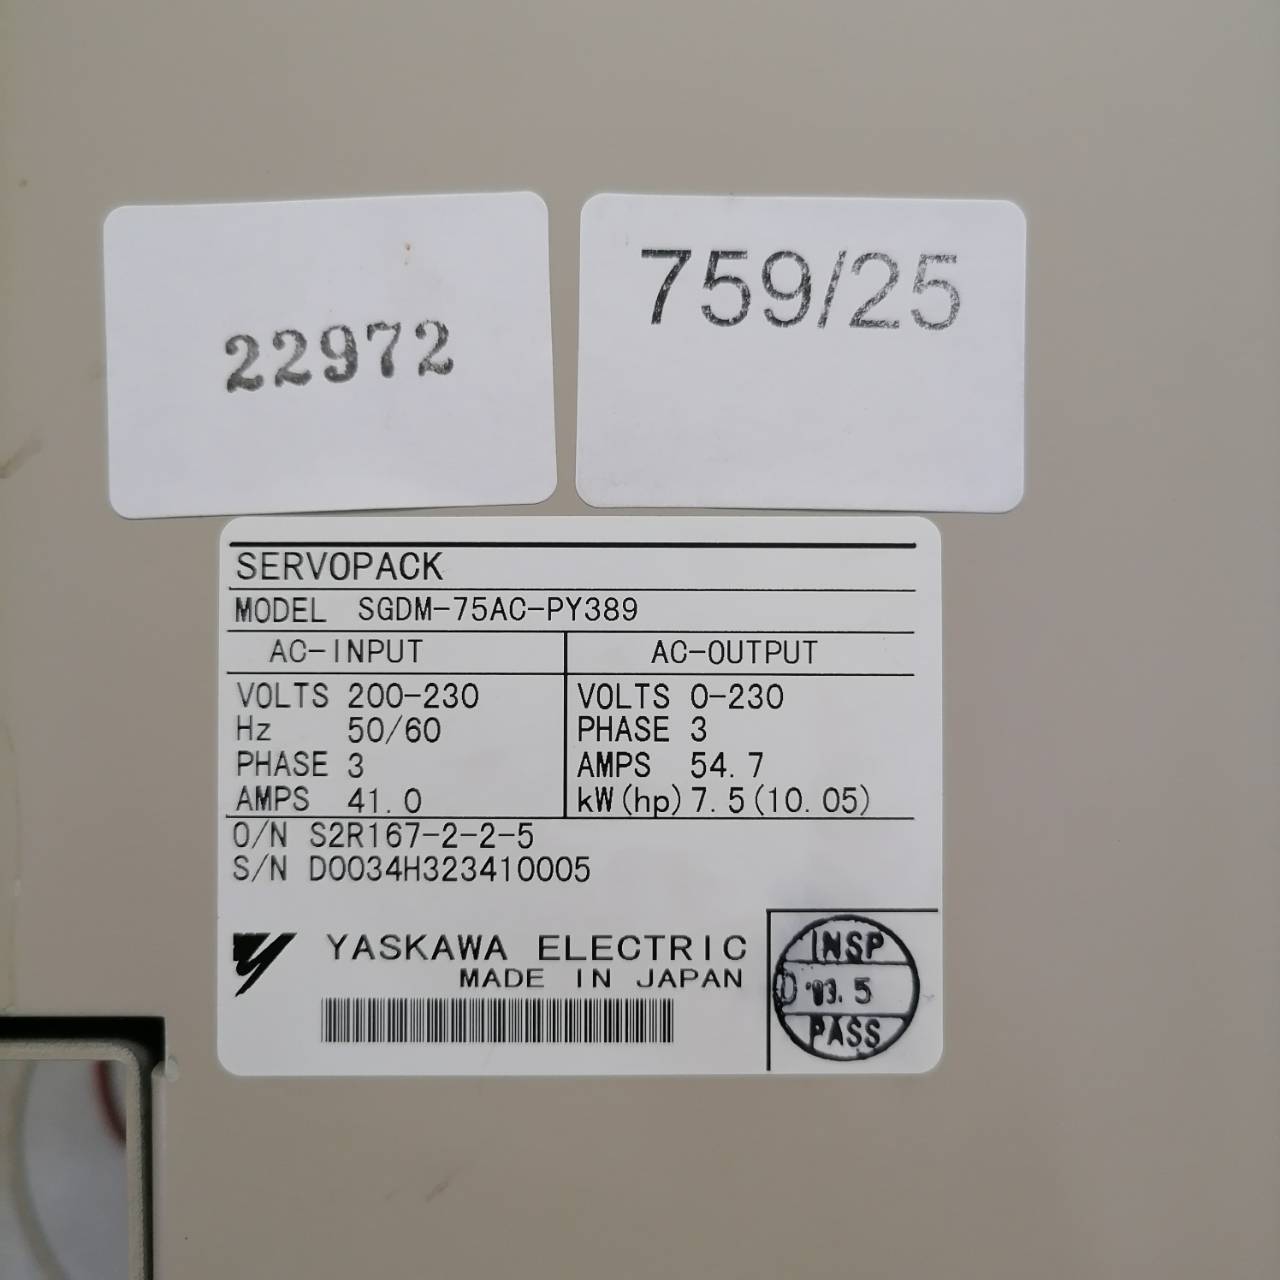 22972
759/25
SERVOPACK
MODEL SGDM-75AC-PY389
AC-INPUT AC-OUTPUT
VOLTS 200-230 VOLTS 0-230
Hz 50/60 PHASE 3
PHASE 3 AMPS 54.7
AMPS 41.0 kW(hp) 7.5(10.05)
O/N S2R167-2-2-5
S/N D0034H323410005
YASKAWA ELECTRIC
MADE IN JAPAN
INSP
D '03.5
PASS